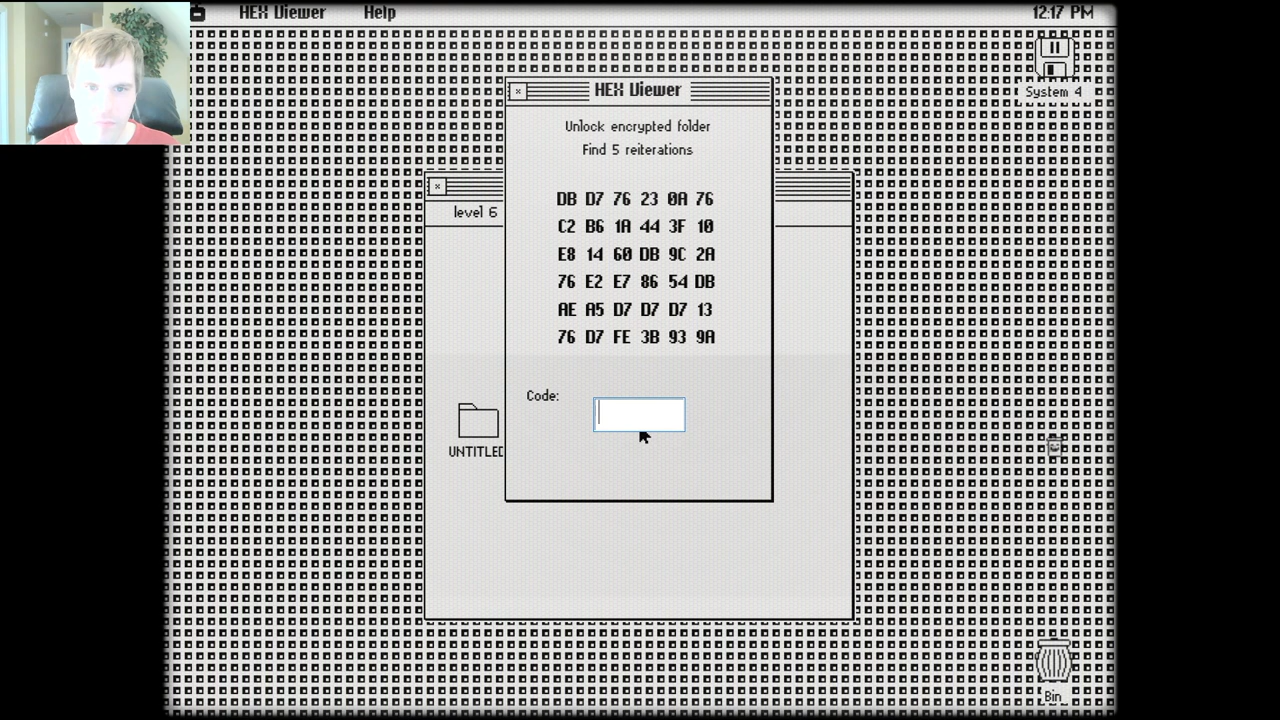 HEX Viewer Help 12:17 PM
System 4
HEX Viewer
Unlock encrypted folder
Find 5 reiterations
level 6
DB D7 76 23 0A 76
C2 B6 1A 44 3F 10
E8 14 60 DB 9C 2A
76 E2 E7 86 54 DB
AE A5 D7 D7 D7 13
76 D7 FE 3B 93 9A
Code:
UNTITLED
Bin